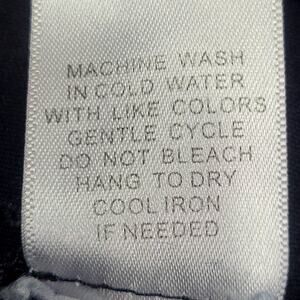 MACHINE WASH
IN COLD WATER
WITH LIKE COLORS
GENTLE CYCLE
DO NOT BLEACH
HANG TO DRY
COOL IRON
IF NEEDED